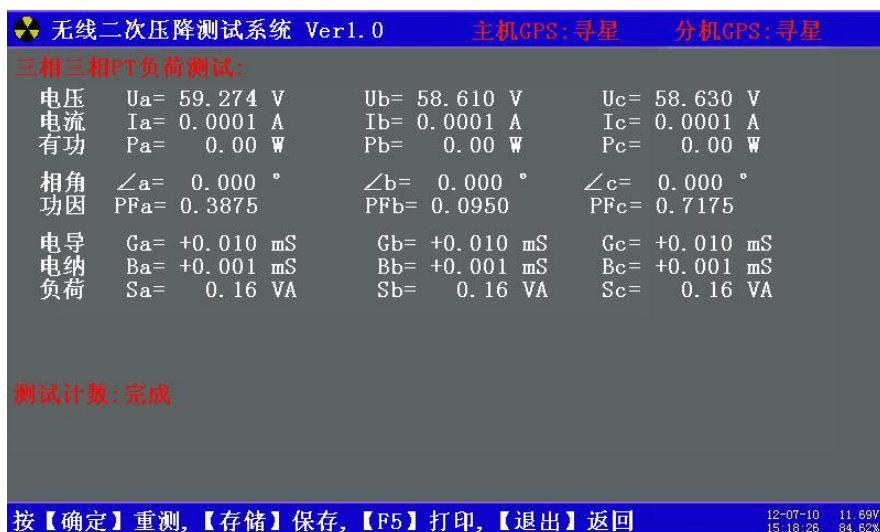 无线二次压降测试系统 Ver1.0 主机GPS:寻星 分机GPS:寻星
三相三相PT负荷测试:
电压 Ua= 59.274 V Ub= 58.610 V Uc= 58.630 V
电流 Ia= 0.0001 A Ib= 0.0001 A Ic= 0.0001 A
有功 Pa= 0.00 W Pb= 0.00 W Pc= 0.00 W
相角 ∠a= 0.000 ° ∠b= 0.000 ° ∠c= 0.000 °
功因 PFa= 0.3875 PFb= 0.0950 PFc= 0.7175
电导 Ga= +0.010 mS Gb= +0.010 mS Gc= +0.010 mS
电纳 Ba= +0.001 mS Bb= +0.001 mS Bc= +0.001 mS
负荷 Sa= 0.16 VA Sb= 0.16 VA Sc= 0.16 VA
测试计数:完成
按【确定】重测,【存储】保存,【F5】打印,【退出】返回
12-07-10 11.69V
15:18:26 84.62%